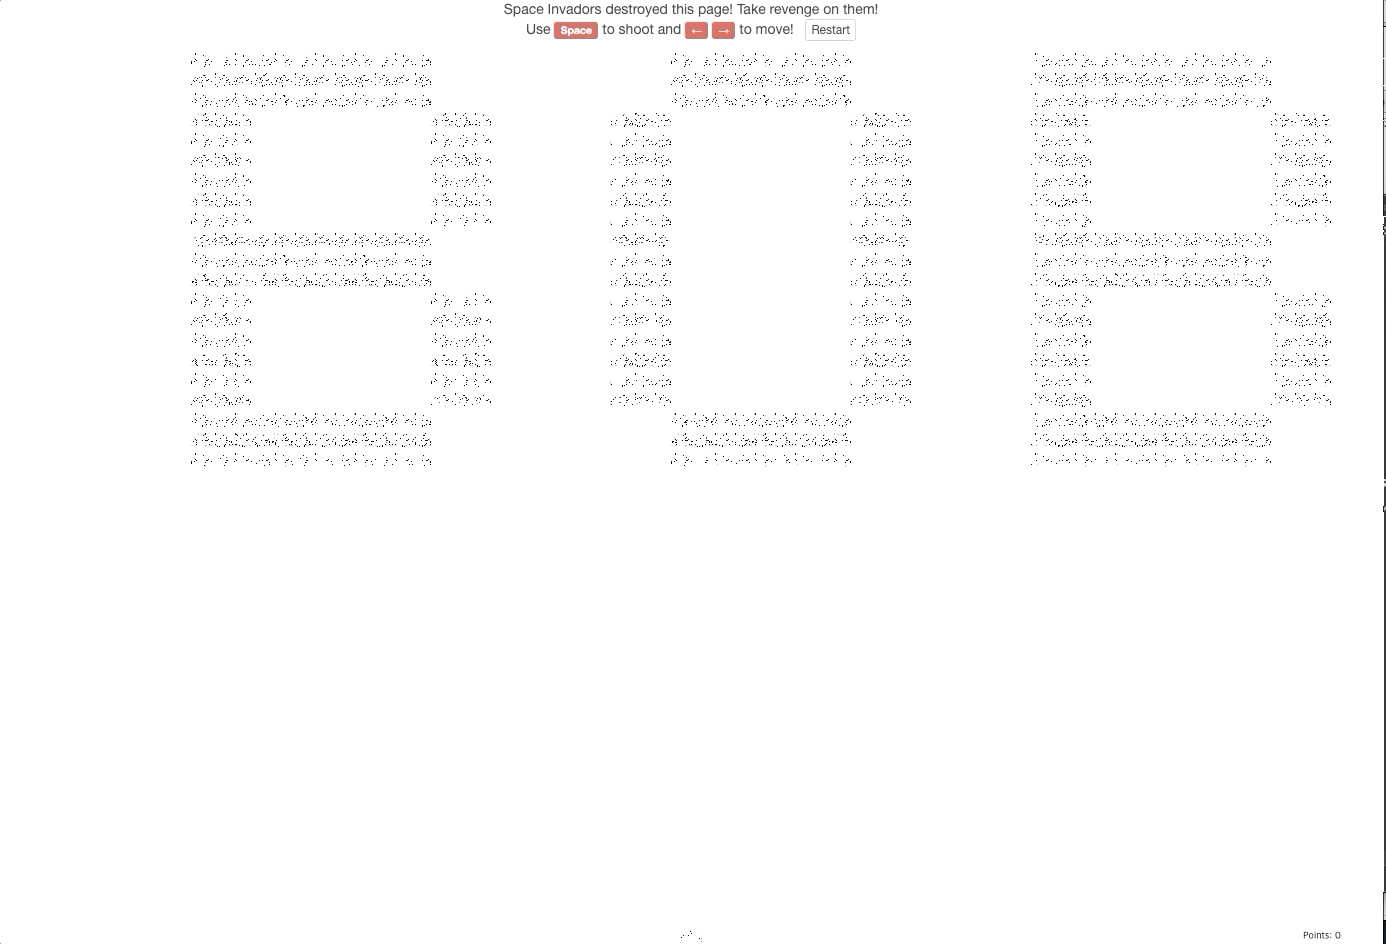 Space Invadors destroyed this page! Take revenge on them!
Use Space to shoot and ← → to move! Restart
BOB
Points: 0